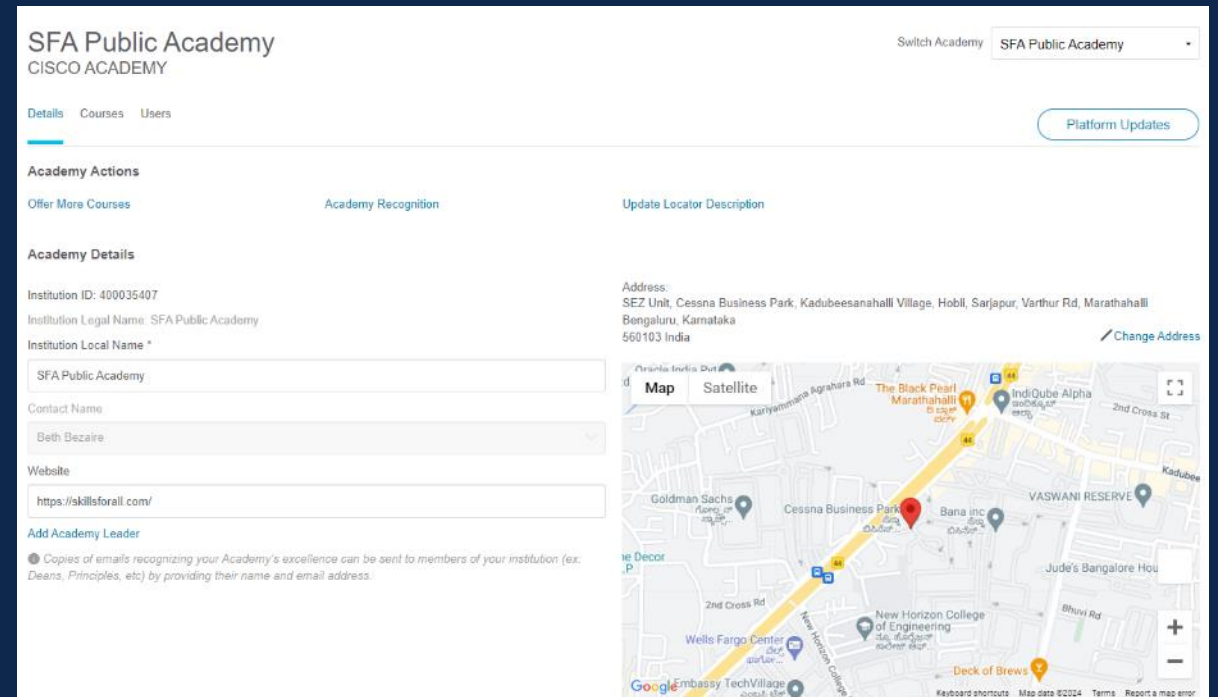 SFA Public Academy
CISCO ACADEMY
Switch Academy
SFA Public Academy
Details
Courses
Users
Platform Updates
Academy Actions
Offer More Courses
Academy Recognition
Update Locator Description
Academy Details
Institution ID: 400035407
Institution Legal Name: SFA Public Academy
Institution Local Name *
SFA Public Academy
Contact Name
Beth Bezaire
Website
https://skillsforall.com/
Add Academy Leader
Copies of emails recognizing your Academy's excellence can be sent to members of your institution (ex:
Deans, Principles, etc) by providing their name and email address.
Address:
SEZ Unit, Cessna Business Park, Kadubeesanahalli Village, Hobli, Sarjapur, Varthur Rd, Marathahalli
Bengaluru, Karnataka
560103 India
Change Address
Oracle India Pvt
Map
Satellite
Kariyammana Agrahara Rd
The Black Pearl
Marathahalli
44
IndiQube Alpha
2nd Cross St
44
Kadubee
Goldman Sachs
Cessna Business Park
Bana inc
VASWANI RESERVE
e Decor
P
44
Jude's Bangalore Hou
2nd Cross Rd
Bhuvi Rd
New Horizon College
of Engineering
Wells Fargo Center
New Horizon College
Deck of Brews
Embassy TechVillage
Google
Keyboard shortcuts
Map data ©2024
Terms
Report a map error